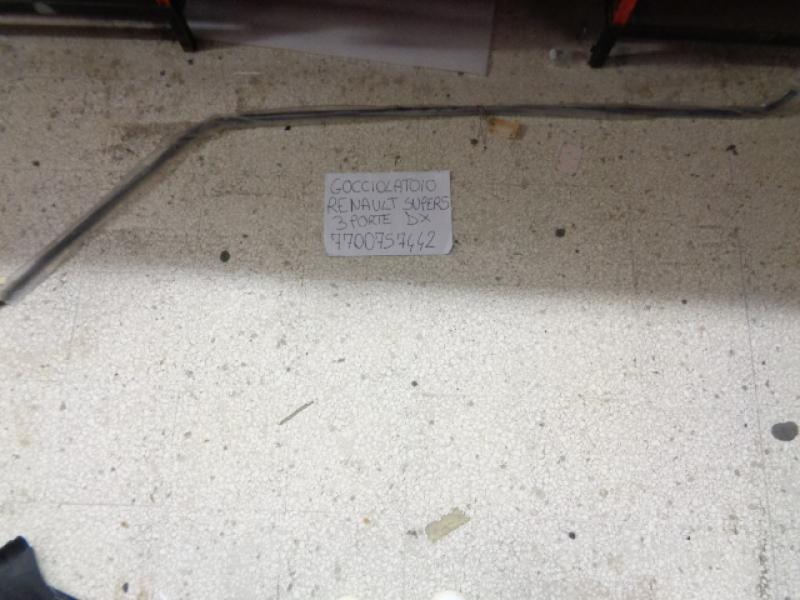 GOCCIOLATOIO
RENAULT SUPER5
3 PORTE DX
7700757442